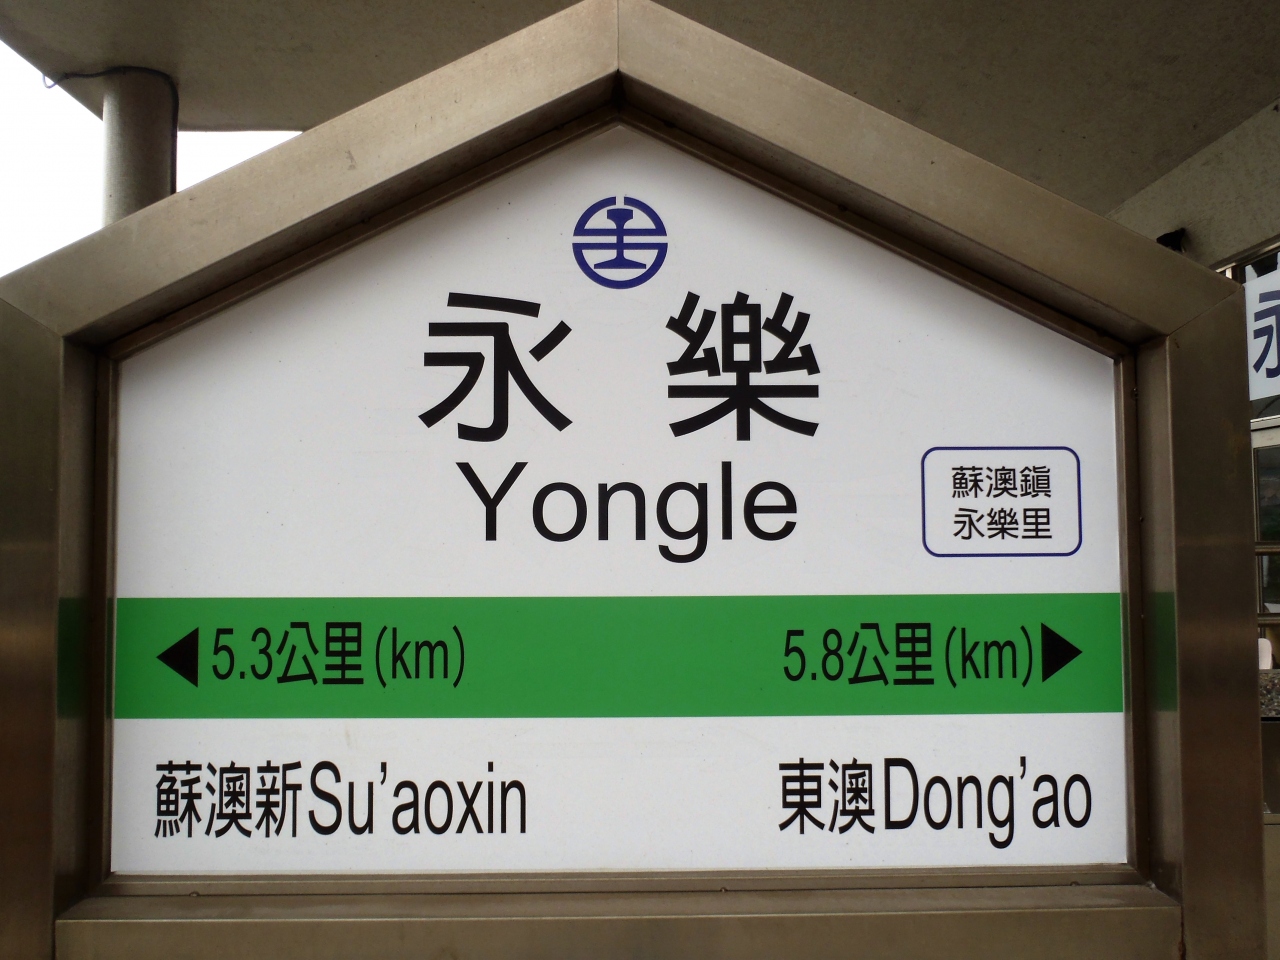 永樂
Yongle
蘇澳鎮
永樂里
◀5.3公里(km)
5.8公里(km)▶
蘇澳新Su'aoxin
東澳Dong'ao
永